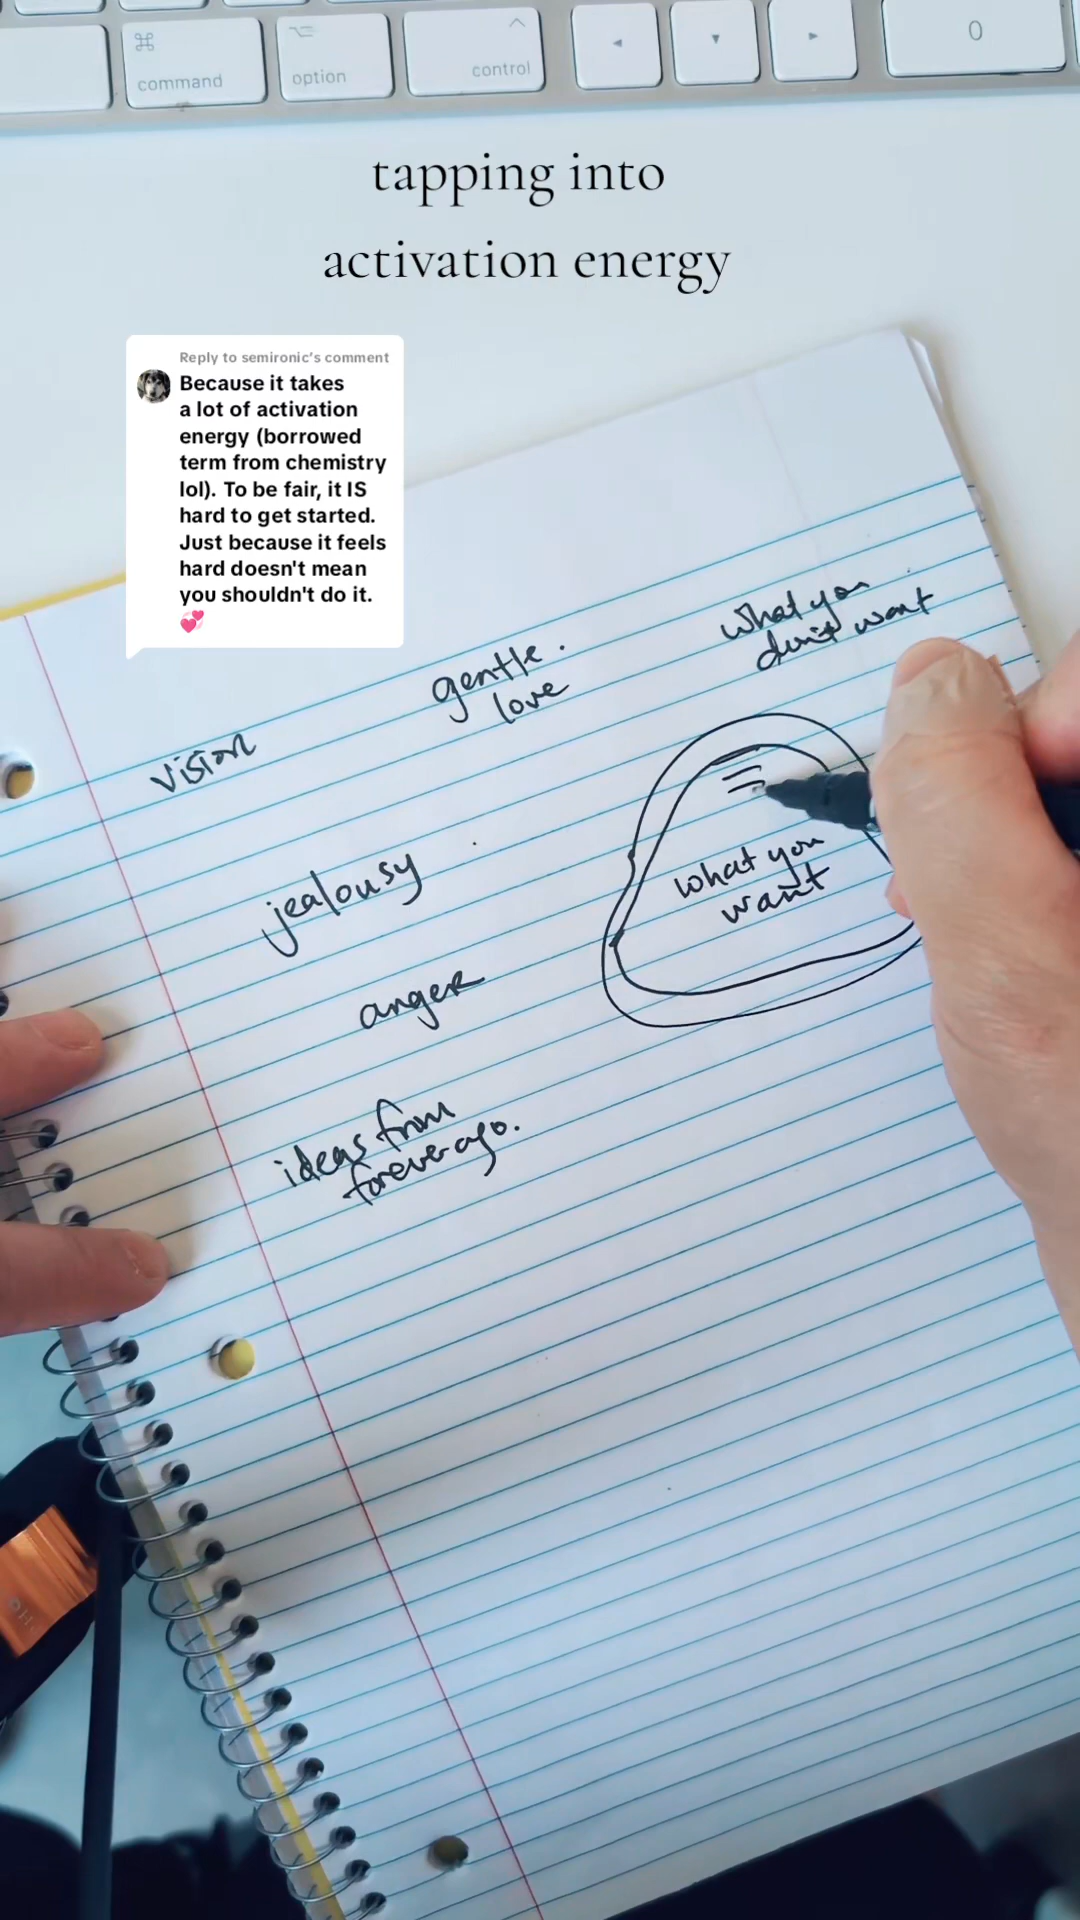 ⌘
command
⌥
option
^
control
◂
▾
▸
0
tapping into
activation energy
Reply to semironic's comment
Because it takes
a lot of activation
energy (borrowed
term from chemistry
lol). To be fair, it IS
hard to get started.
Just because it feels
hard doesn't mean
you shouldn't do it.
💞
what you
don't want
gentle.
love
vision
jealousy
what you
want
anger
ideas from
forever ago.